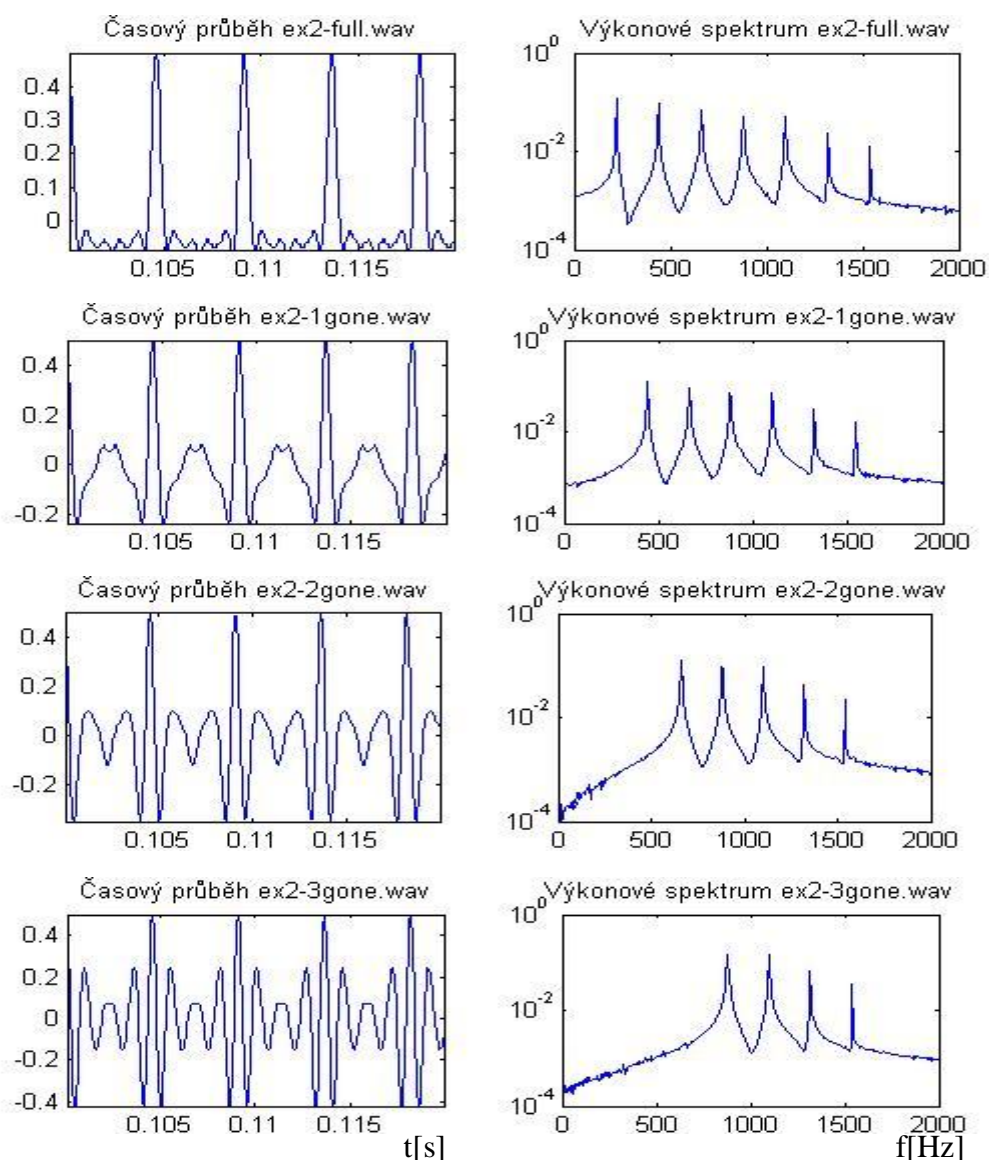 Časový průběh ex2-full.wav
0.4
0.3
0.2
0.1
0
0.105 0.11 0.115
Výkonové spektrum ex2-full.wav
10^0
10^-2
10^-4
0 500 1000 1500 2000
Časový průběh ex2-1gone.wav
0.4
0.2
0
-0.2
0.105 0.11 0.115
Výkonové spektrum ex2-1gone.wav
10^0
10^-2
10^-4
0 500 1000 1500 2000
Časový průběh ex2-2gone.wav
0.4
0.2
0
-0.2
0.105 0.11 0.115
Výkonové spektrum ex2-2gone.wav
10^0
10^-2
10^-4
0 500 1000 1500 2000
Časový průběh ex2-3gone.wav
0.4
0.2
0
-0.2
-0.4
0.105 0.11 0.115
t[s]
Výkonové spektrum ex2-3gone.wav
10^0
10^-2
10^-4
0 500 1000 1500 2000
f[Hz]